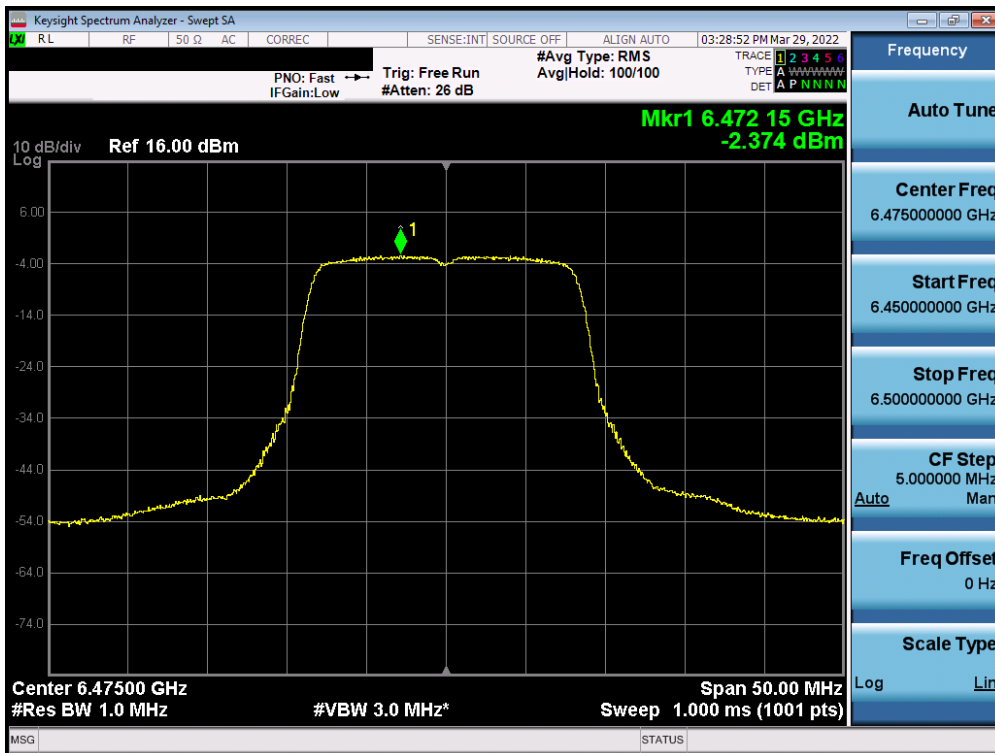 Keysight Spectrum Analyzer - Swept SA
LXI RL RF 50 Ω AC CORREC SENSE:INT SOURCE OFF ALIGN AUTO 03:28:52 PM Mar 29, 2022
PNO: Fast Trig: Free Run #Avg Type: RMS TRACE 1 2 3 4 5 6
IFGain:Low #Atten: 26 dB Avg|Hold: 100/100 TYPE A WWWWW
DET A P N N N N
Mkr1 6.472 15 GHz
-2.374 dBm
10 dB/div Ref 16.00 dBm
Log
1
6.00
-4.00
-14.0
-24.0
-34.0
-44.0
-54.0
-64.0
-74.0
Center 6.47500 GHz Span 50.00 MHz
#Res BW 1.0 MHz #VBW 3.0 MHz* Sweep 1.000 ms (1001 pts)
MSG STATUS
Frequency
Auto Tune
Center Freq
6.475000000 GHz
Start Freq
6.450000000 GHz
Stop Freq
6.500000000 GHz
CF Step
5.000000 MHz
Auto Man
Freq Offset
0 Hz
Scale Type
Log Lin